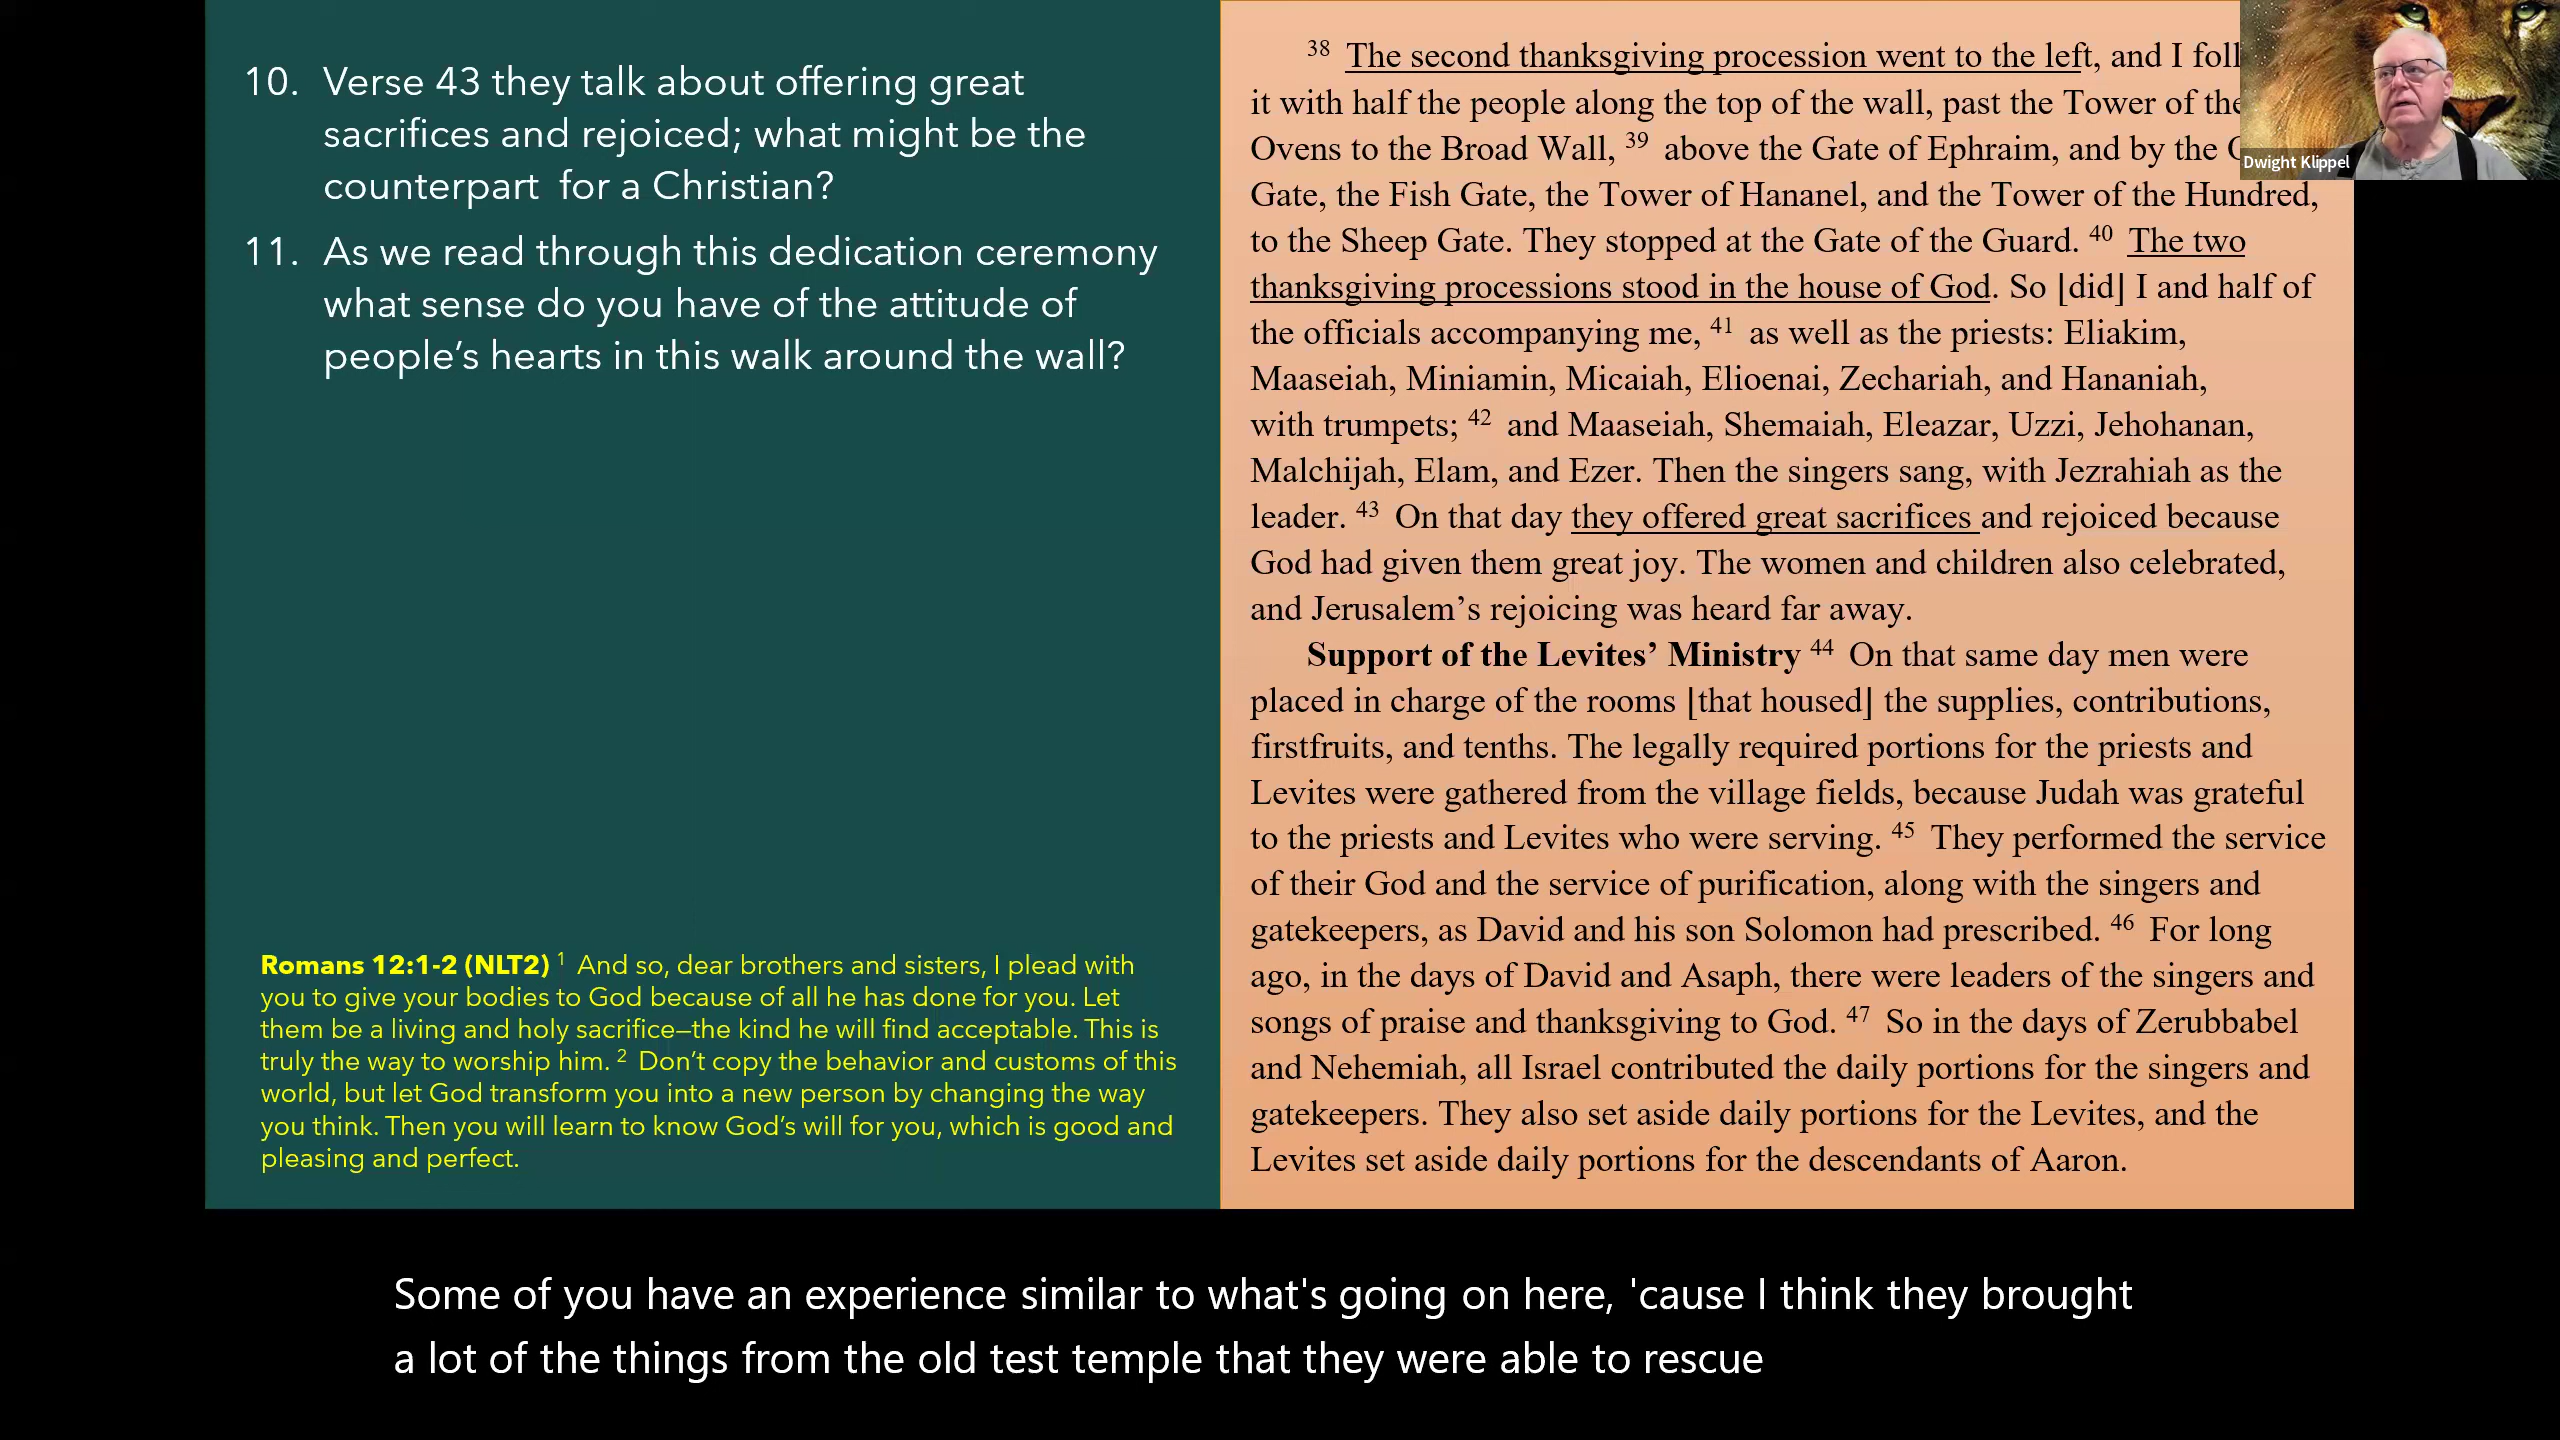 10. Verse 43 they talk about offering great
sacrifices and rejoiced; what might be the
counterpart for a Christian?
11. As we read through this dedication ceremony
what sense do you have of the attitude of
people's hearts in this walk around the wall?
Romans 12:1-2 (NLT2) 1 And so, dear brothers and sisters, I plead with
you to give your bodies to God because of all he has done for you. Let
them be a living and holy sacrifice—the kind he will find acceptable. This is
truly the way to worship him. 2 Don't copy the behavior and customs of this
world, but let God transform you into a new person by changing the way
you think. Then you will learn to know God's will for you, which is good and
pleasing and perfect.
38 The second thanksgiving procession went to the left, and I
it with half the people along the top of the wall, past the Tower of the
Ovens to the Broad Wall, 39 above the Gate of Ephraim, and by the
Gate, the Fish Gate, the Tower of Hananel, and the Tower of the Hundred,
to the Sheep Gate. They stopped at the Gate of the Guard. 40 The two
thanksgiving processions stood in the house of God. So [did] I and half of
the officials accompanying me, 41 as well as the priests: Eliakim,
Maaseiah, Miniamin, Micaiah, Elioenai, Zechariah, and Hananiah,
with trumpets; 42 and Maaseiah, Shemaiah, Eleazar, Uzzi, Jehohanan,
Malchijah, Elam, and Ezer. Then the singers sang, with Jezrahiah as the
leader. 43 On that day they offered great sacrifices and rejoiced because
God had given them great joy. The women and children also celebrated,
and Jerusalem's rejoicing was heard far away.
Support of the Levites' Ministry 44 On that same day men were
placed in charge of the rooms [that housed] the supplies, contributions,
firstfruits, and tenths. The legally required portions for the priests and
Levites were gathered from the village fields, because Judah was grateful
to the priests and Levites who were serving. 45 They performed the service
of their God and the service of purification, along with the singers and
gatekeepers, as David and his son Solomon had prescribed. 46 For long
ago, in the days of David and Asaph, there were leaders of the singers and
songs of praise and thanksgiving to God. 47 So in the days of Zerubbabel
and Nehemiah, all Israel contributed the daily portions for the singers and
gatekeepers. They also set aside daily portions for the Levites, and the
Levites set aside daily portions for the descendants of Aaron.
Dwight Klippel
Some of you have an experience similar to what's going on here, 'cause I think they brought
a lot of the things from the old test temple that they were able to rescue